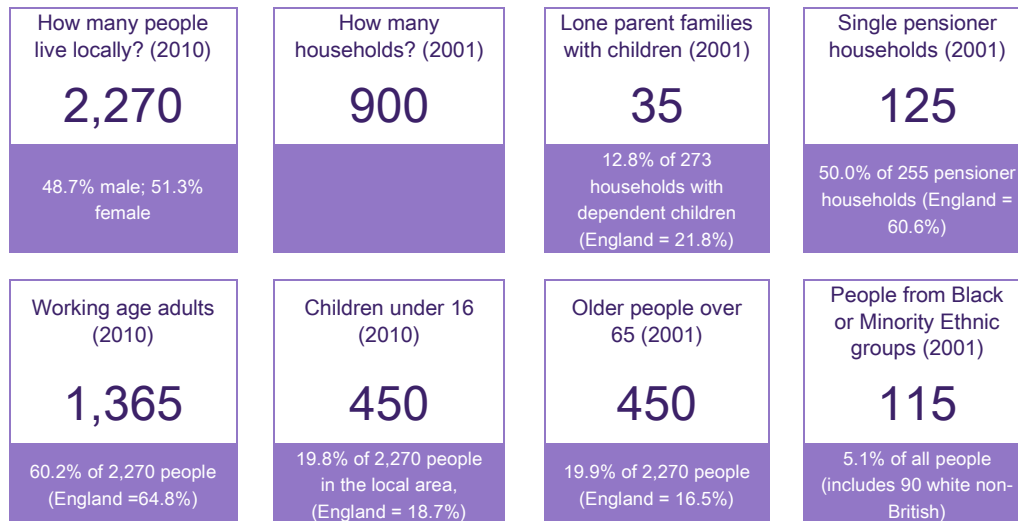 How many people
live locally? (2010)
2,270
48.7% male; 51.3%
female
How many
households? (2001)
900
Lone parent families
with children (2001)
35
12.8% of 273
households with
dependent children
(England = 21.8%)
Single pensioner
households (2001)
125
50.0% of 255 pensioner
households (England =
60.6%)
Working age adults
(2010)
1,365
60.2% of 2,270 people
(England =64.8%)
Children under 16
(2010)
450
19.8% of 2,270 people
in the local area,
(England = 18.7%)
Older people over
65 (2001)
450
19.9% of 2,270 people
(England = 16.5%)
People from Black
or Minority Ethnic
groups (2001)
115
5.1% of all people
(includes 90 white non-
British)